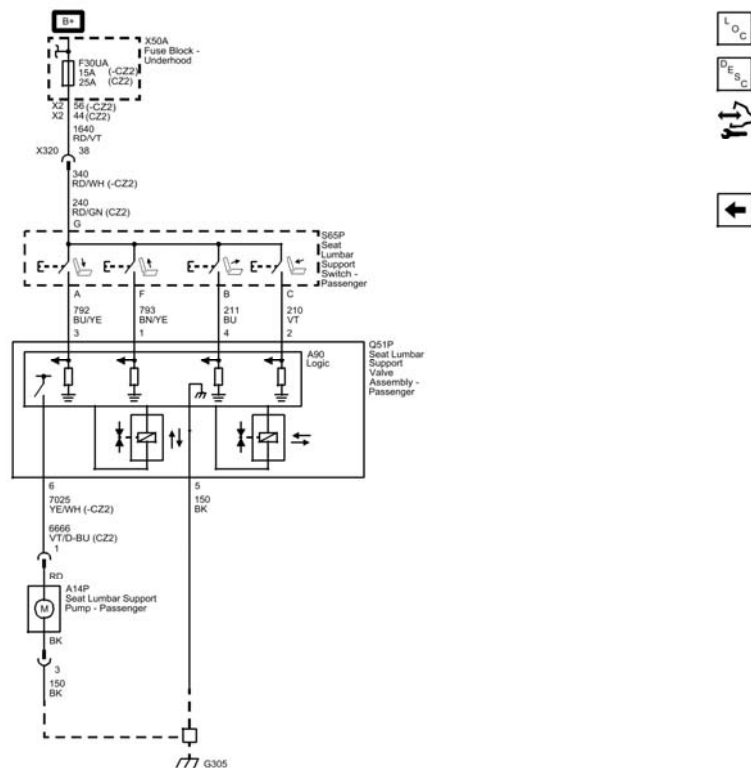 B+
X50A
Fuse Block -
Underhood
F30UA
15A (-CZ2)
25A (CZ2)
X2 56 (-CZ2)
X2 44 (CZ2)
1640
RD/VT
X320 38
340
RD/WH (-CZ2)
240
RD/GN (CZ2)
G
S65P
Seat
Lumbar
Support
Switch -
Passenger
A F B C
792 793 211 210
BU/YE BN/YE BU VT
3 1 4 2
Q51P
Seat Lumbar
Support
Valve
Assembly -
Passenger
A90
Logic
6 5
7025 150
YE/WH (-CZ2) BK
6666
VT/D-BU (CZ2)
1
RD
A14P
Seat Lumbar Support
Pump - Passenger
M
BK
3
150
BK
G305
LOC
DESC